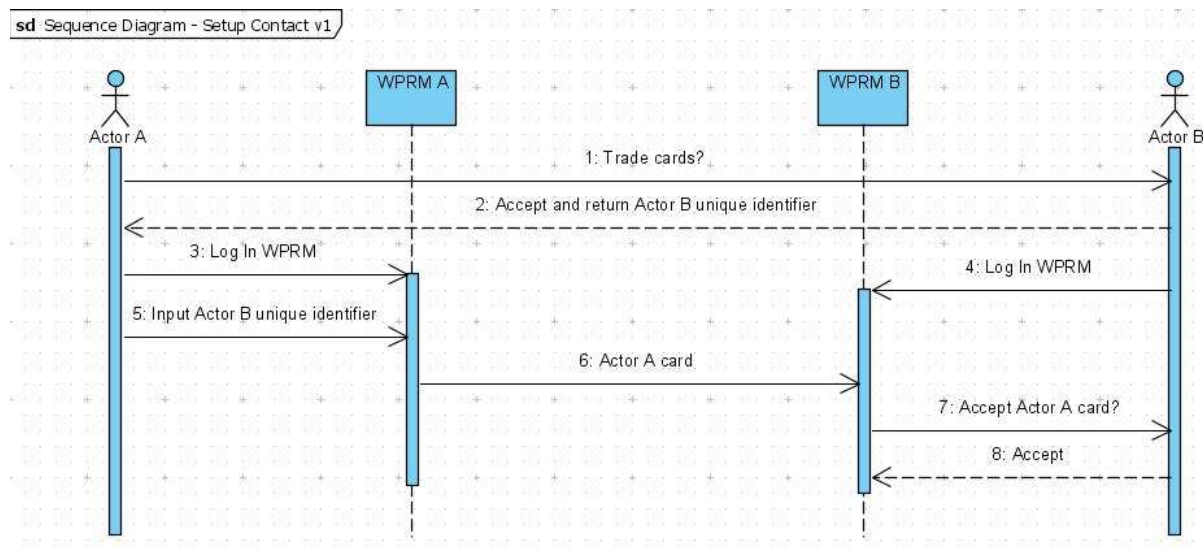 sd Sequence Diagram - Setup Contact v1
WPRM A
WPRM B
Actor A
Actor B
1: Trade cards?
2: Accept and return Actor B unique identifier
3: Log In WPRM
4: Log In WPRM
5: Input Actor B unique identifier
6: Actor A card
7: Accept Actor A card?
8: Accept